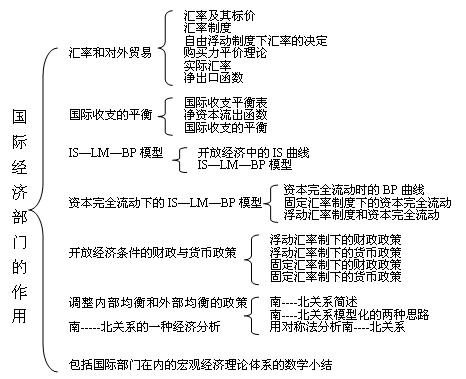 国际经济部门的作用
汇率和对外贸易
汇率及其标价
汇率制度
自由浮动制度下汇率的决定
购买力平价理论
实际汇率
净出口函数
国际收支的平衡
国际收支平衡表
净资本流出函数
国际收支的平衡
IS—LM—BP 模型
开放经济中的 IS 曲线
IS—LM—BP 模型
资本完全流动下的 IS—LM—BP 模型
资本完全流动时的 BP 曲线
固定汇率制度下的资本完全流动
浮动汇率制度和资本完全流动
开放经济条件的财政与货币政策
浮动汇率制下的财政政策
浮动汇率制下的货币政策
固定汇率制下的财政政策
固定汇率制下的货币政策
调整内部均衡和外部均衡的政策
南-----北关系的一种经济分析
南----北关系简述
南----北关系模型化的两种思路
用对称法分析南----北关系
包括国际部门在内的宏观经济理论体系的数学小结